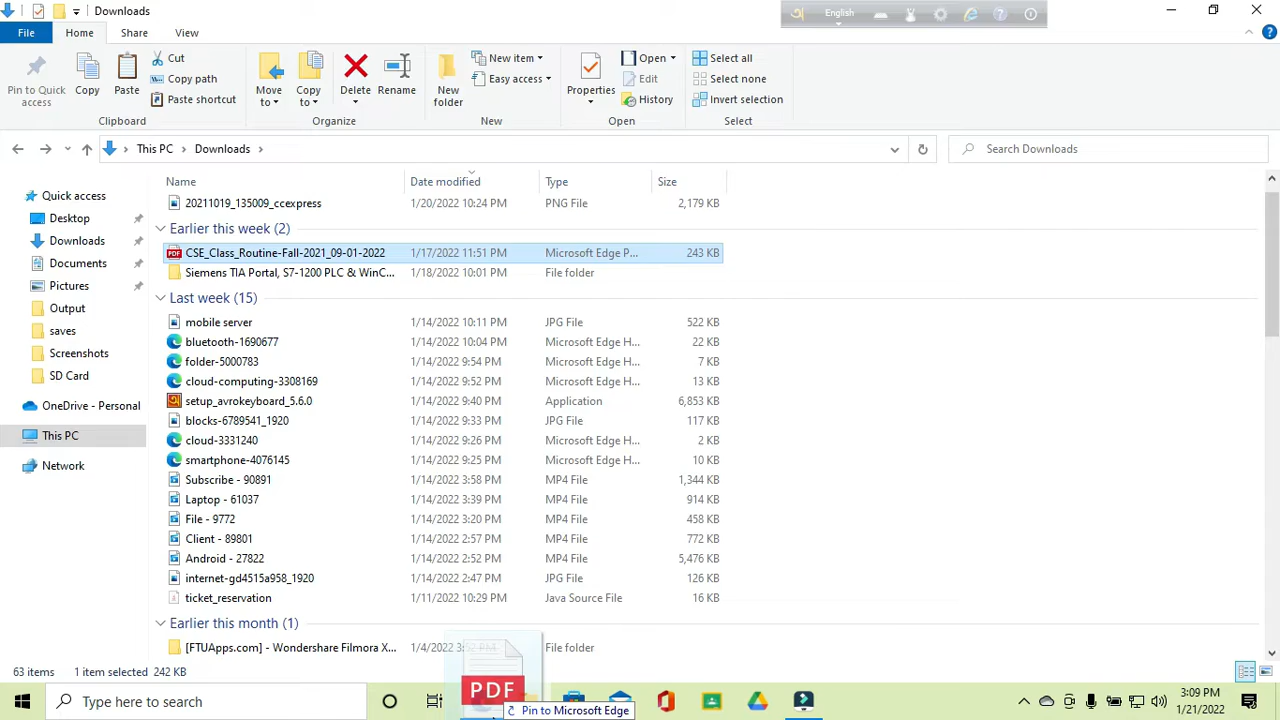 Downloads
অ English
File Home Share View
Pin to Quick access
Copy
Paste
Cut
Copy path
Paste shortcut
Clipboard
Move to
Copy to
Delete
Rename
Organize
New folder
New item
Easy access
New
Properties
Open
Edit
History
Open
Select all
Select none
Invert selection
Select
This PC Downloads
Search Downloads
Quick access
Desktop
Downloads
Documents
Pictures
Output
saves
Screenshots
SD Card
OneDrive - Personal
This PC
Network
Name Date modified Type Size
20211019_135009_ccexpress 1/20/2022 10:24 PM PNG File 2,179 KB
Earlier this week (2)
CSE_Class_Routine-Fall-2021_09-01-2022 1/17/2022 11:51 PM Microsoft Edge P... 243 KB
Siemens TIA Portal, S7-1200 PLC & WinC... 1/18/2022 10:01 PM File folder
Last week (15)
mobile server 1/14/2022 10:11 PM JPG File 522 KB
bluetooth-1690677 1/14/2022 10:04 PM Microsoft Edge H... 22 KB
folder-5000783 1/14/2022 9:54 PM Microsoft Edge H... 7 KB
cloud-computing-3308169 1/14/2022 9:52 PM Microsoft Edge H... 13 KB
setup_avrokeyboard_5.6.0 1/14/2022 9:40 PM Application 6,853 KB
blocks-6789541_1920 1/14/2022 9:33 PM JPG File 117 KB
cloud-3331240 1/14/2022 9:26 PM Microsoft Edge H... 2 KB
smartphone-4076145 1/14/2022 9:25 PM Microsoft Edge H... 10 KB
Subscribe - 90891 1/14/2022 3:58 PM MP4 File 1,344 KB
Laptop - 61037 1/14/2022 3:39 PM MP4 File 914 KB
File - 9772 1/14/2022 3:20 PM MP4 File 458 KB
Client - 89801 1/14/2022 2:57 PM MP4 File 772 KB
Android - 27822 1/14/2022 2:52 PM MP4 File 5,476 KB
internet-gd4515a958_1920 1/14/2022 2:47 PM JPG File 126 KB
ticket_reservation 1/11/2022 10:29 PM Java Source File 16 KB
Earlier this month (1)
[FTUApps.com] - Wondershare Filmora X... 1/4/2022 3:52 PM File folder
63 items 1 item selected 242 KB
PDF
Pin to Microsoft Edge
Type here to search
3:09 PM
1/21/2022